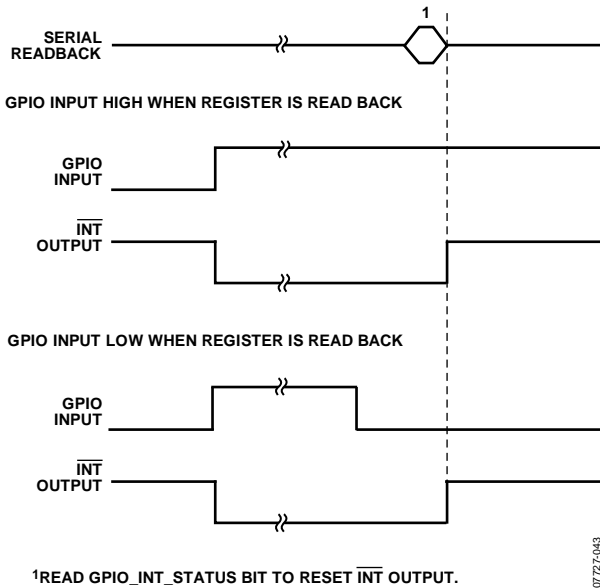 1
SERIAL
READBACK
GPIO INPUT HIGH WHEN REGISTER IS READ BACK
GPIO
INPUT
INT
OUTPUT
GPIO INPUT LOW WHEN REGISTER IS READ BACK
GPIO
INPUT
INT
OUTPUT
1READ GPIO_INT_STATUS BIT TO RESET INT OUTPUT.
07727-043